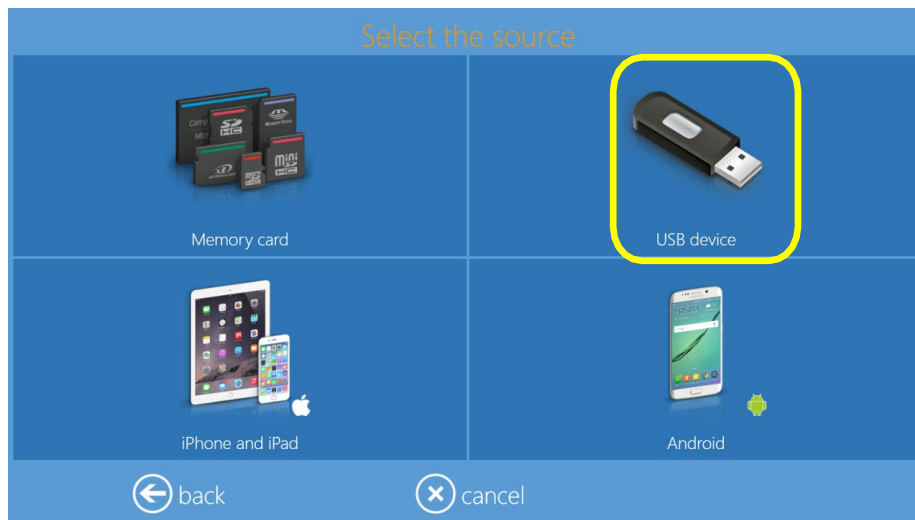 Select the source
Memory card
USB device
iPhone and iPad
Android
back
cancel